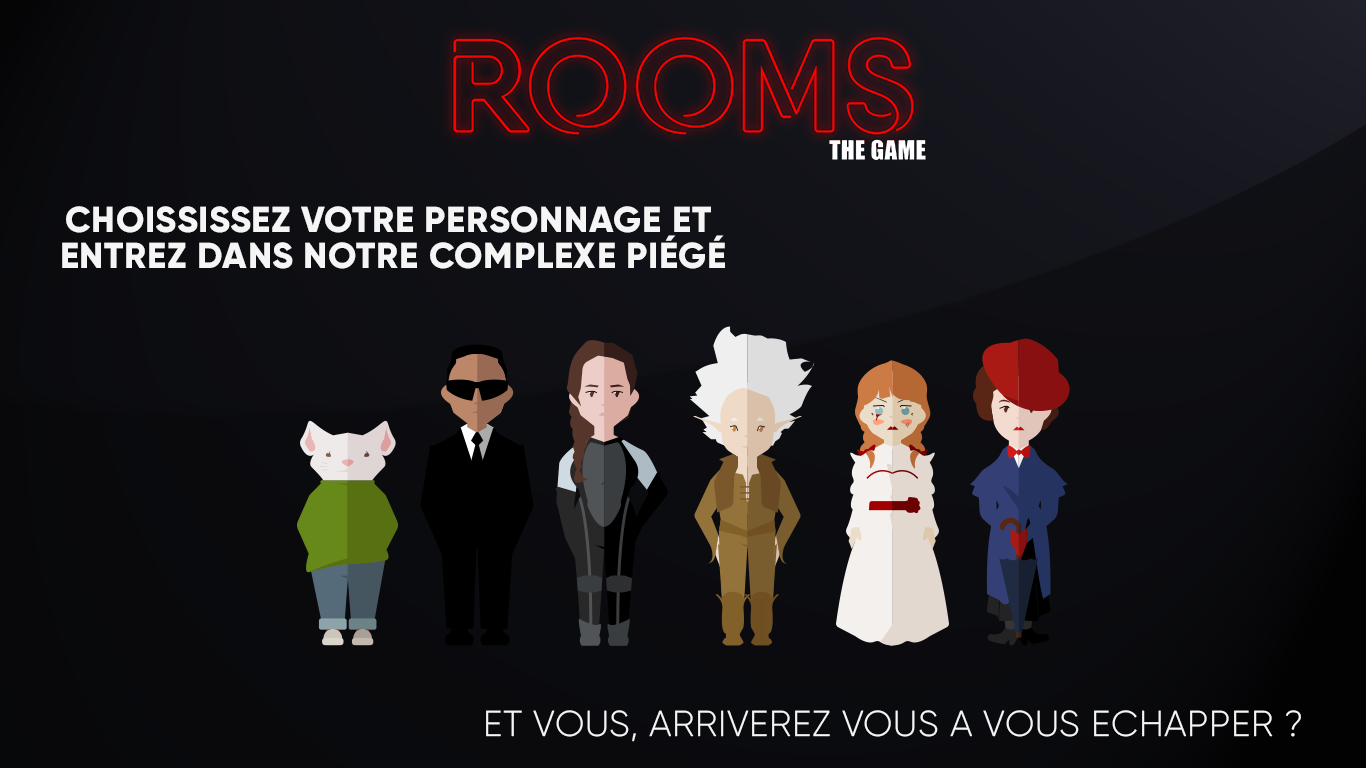 ROOMS
THE GAME
CHOISSISSEZ VOTRE PERSONNAGE ET
ENTREZ DANS NOTRE COMPLEXE PIÉGÉ
ET VOUS, ARRIVEREZ VOUS A VOUS ECHAPPER ?